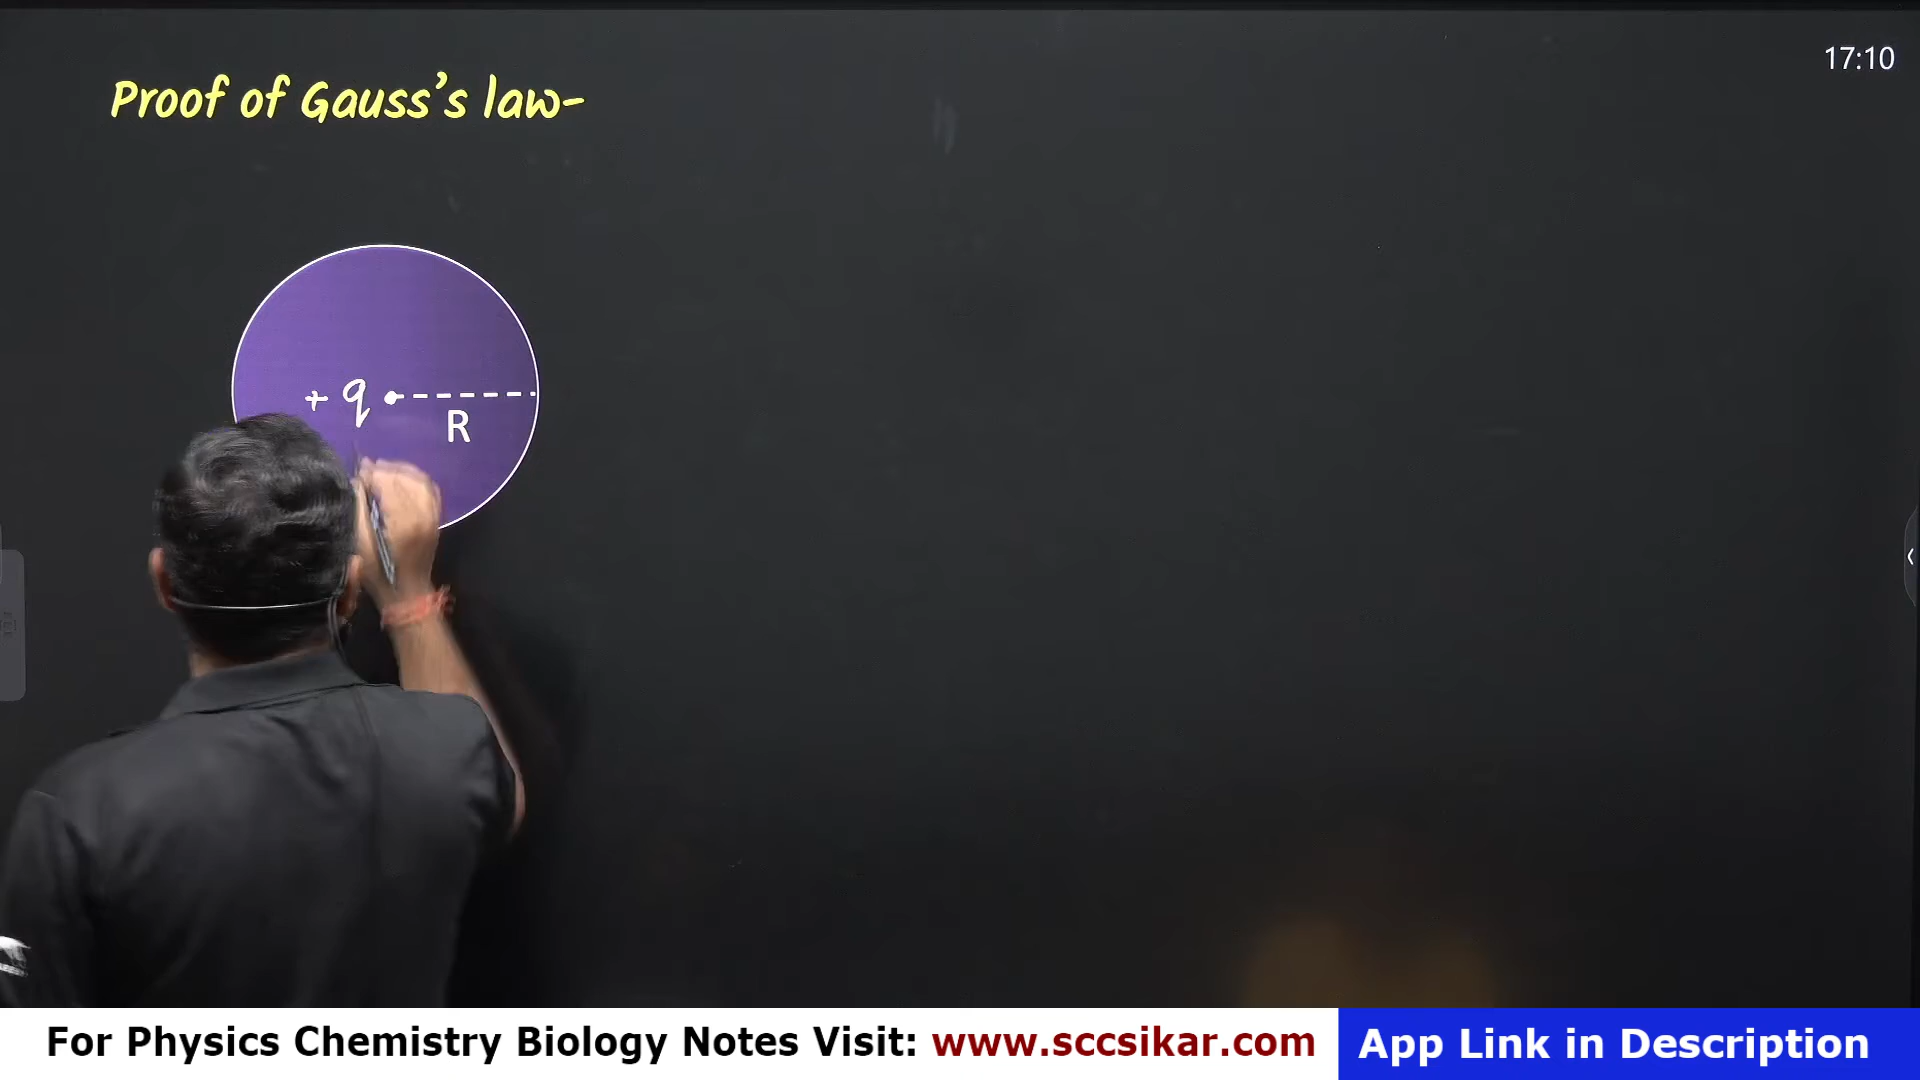 17:10
Proof of Gauss's law-
+ q
R
For Physics Chemistry Biology Notes Visit: www.sccsikar.com
App Link in Description